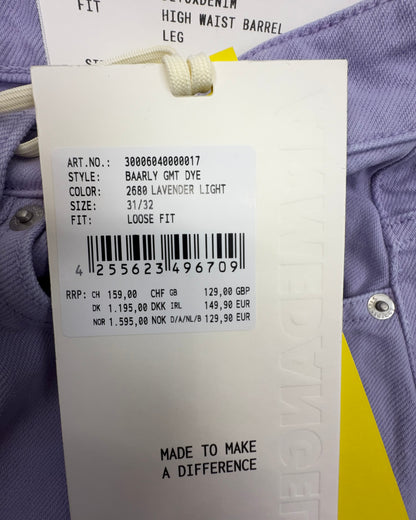 FIT
HIGH WAIST BARREL
LEG
ART.NO.: 30006040000017
STYLE: BAARLY GMT DYE
COLOR: 2680 LAVENDER LIGHT
SIZE: 31/32
FIT: LOOSE FIT
4 255623 496709
RRP: CH 159,00 CHF GB 129,00 GBP
DK 1.195,00 DKK IRL 149,90 EUR
NOR 1.595,00 NOK D/A/NL/B 129,90 EUR
MADE TO MAKE
A DIFFERENCE